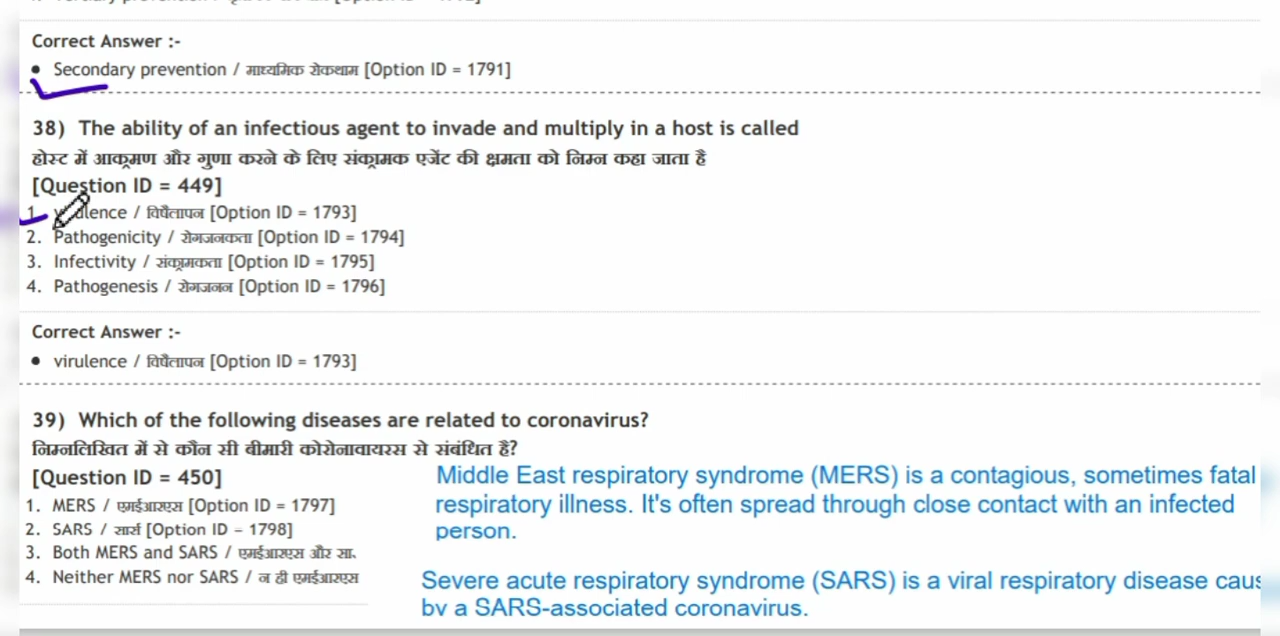 Correct Answer :-
• Secondary prevention / माध्यमिक रोकथाम [Option ID = 1791]
38) The ability of an infectious agent to invade and multiply in a host is called
होस्ट में आक्रमण और गुणा करने के लिए संक्रामक एजेंट की क्षमता को निम्न कहा जाता है
[Question ID = 449]
1. virulence / विषैलापन [Option ID = 1793]
2. Pathogenicity / रोगजनकता [Option ID = 1794]
3. Infectivity / संक्रामकता [Option ID = 1795]
4. Pathogenesis / रोगजनन [Option ID = 1796]
Correct Answer :-
• virulence / विषैलापन [Option ID = 1793]
39) Which of the following diseases are related to coronavirus?
निम्नलिखित में से कौन सी बीमारी कोरोनावायरस से संबंधित है?
[Question ID = 450]
1. MERS / एमईआरएस [Option ID = 1797]
2. SARS / सार्स [Option ID = 1798]
3. Both MERS and SARS / एमईआरएस और
4. Neither MERS nor SARS / न ही एमईआरएस
Middle East respiratory syndrome (MERS) is a contagious, sometimes fatal
respiratory illness. It's often spread through close contact with an infected
person.
Severe acute respiratory syndrome (SARS) is a viral respiratory disease caus
by a SARS-associated coronavirus.